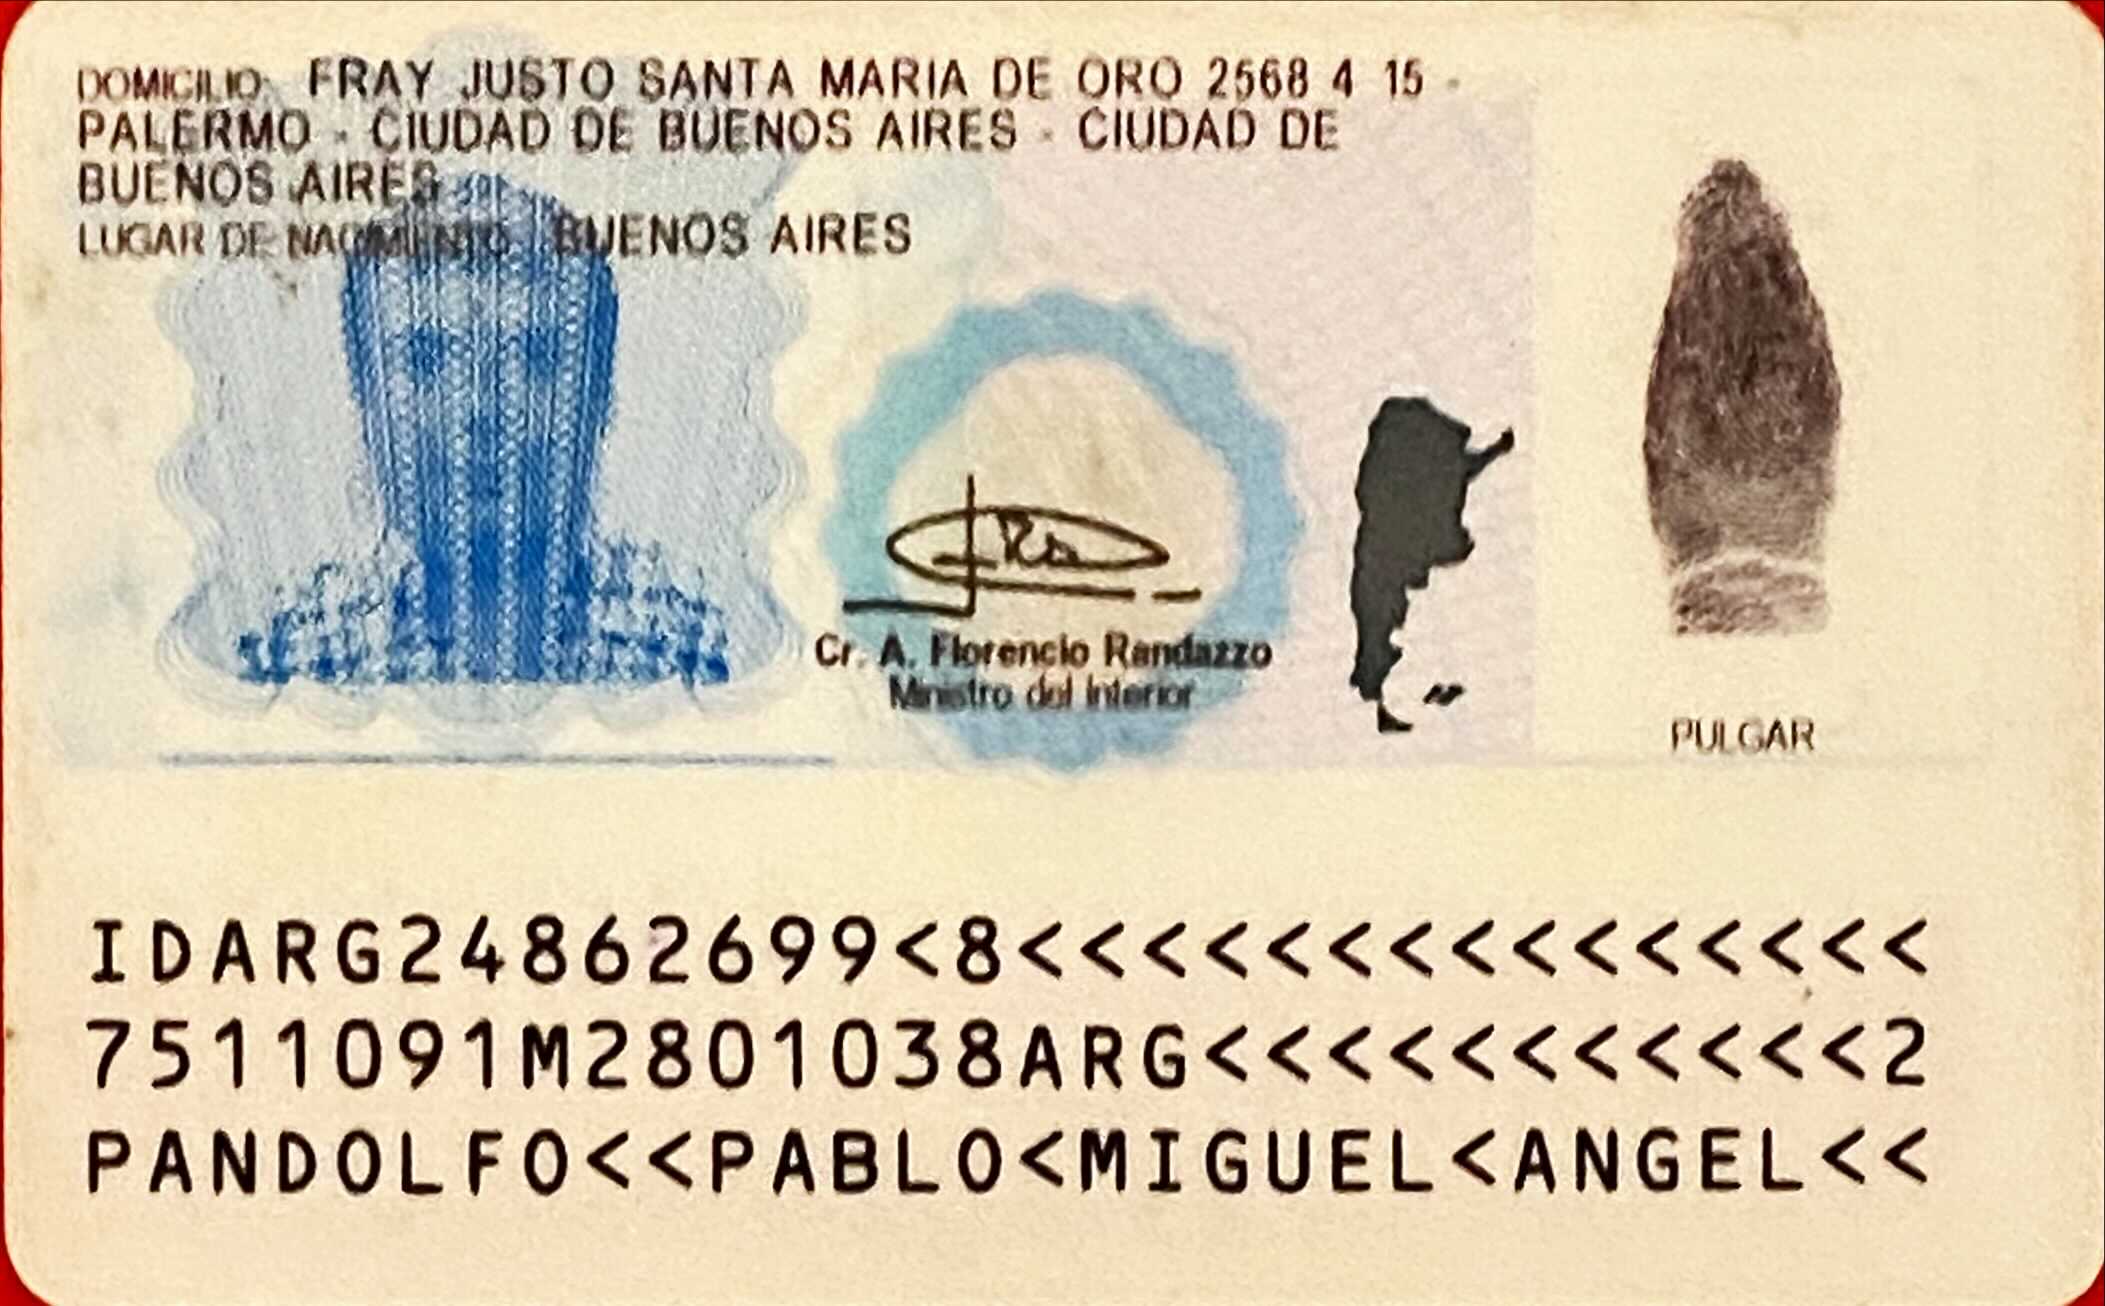 DOMICILIO: FRAY JUSTO SANTA MARIA DE ORO 2568 4 15 -
PALERMO - CIUDAD DE BUENOS AIRES - CIUDAD DE
BUENOS AIRES
LUGAR DE NACIMIENTO: BUENOS AIRES
Cr. A. Florencio Randazzo
Ministro del Interior
PULGAR
IDARG24862699<8<<<<<<<<<<<<<<<
7511091M2801038ARG<<<<<<<<<<<2
PANDOLFO<<PABLO<MIGUEL<ANGEL<<